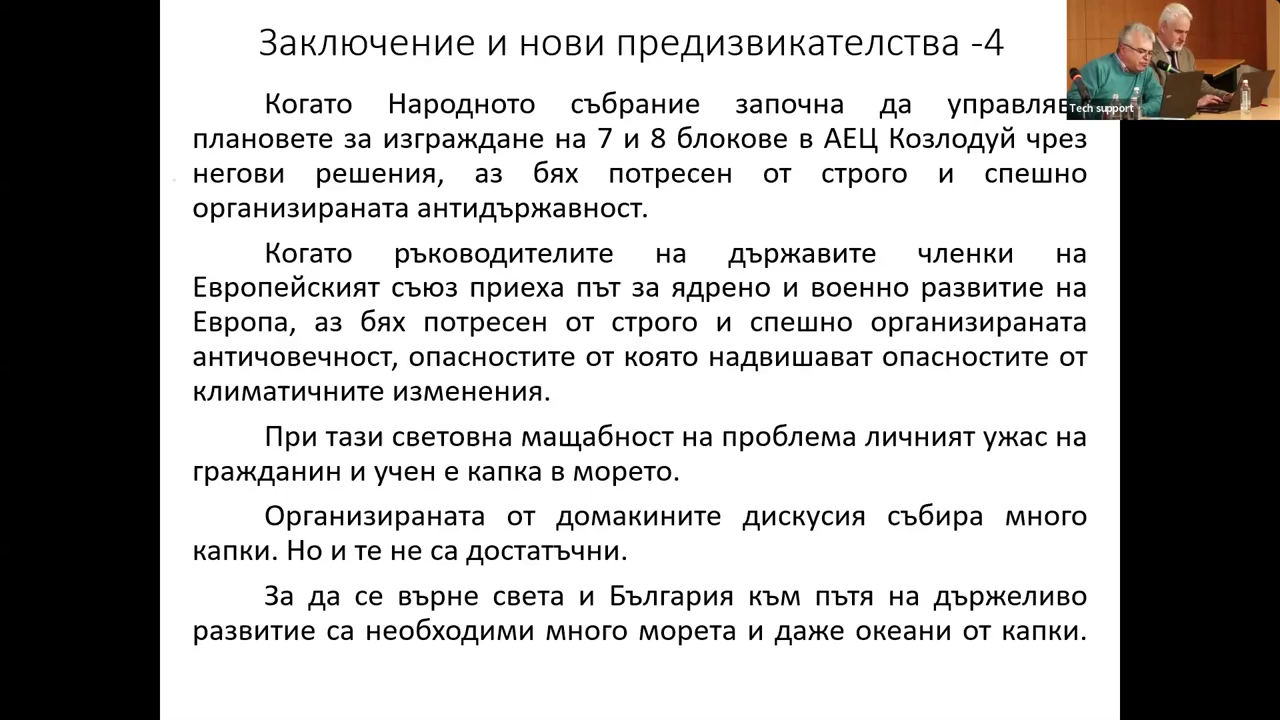 Заключение и нови предизвикателства -4
Когато Народното събрание започна да управлява
плановете за изграждане на 7 и 8 блокове в АЕЦ Козлодуй чрез
негови решения, аз бях потресен от строго и спешно
организираната антидържавност.
Когато ръководителите на държавите членки на
Европейският съюз приеха път за ядрено и военно развитие на
Европа, аз бях потресен от строго и спешно организираната
античовечност, опасностите от която надвишават опасностите от
климатичните изменения.
При тази световна мащабност на проблема личният ужас на
гражданин и учен е капка в морето.
Организираната от домакините дискусия събира много
капки. Но и те не са достатъчни.
За да се върне света и България към пътя на държеливо
развитие са необходими много морета и даже океани от капки.
Tech support